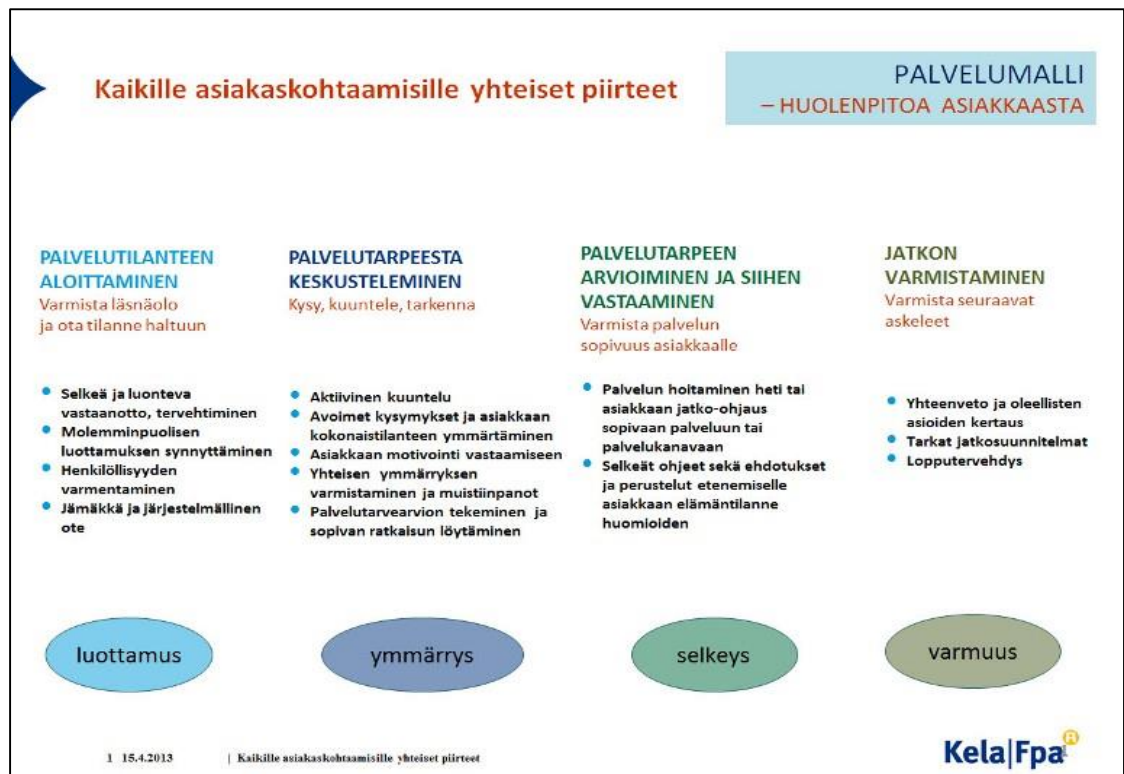 Kaikille asiakaskohtaamisille yhteiset piirteet
PALVELUMALLI
– HUOLENPITOA ASIAKKAASTA
PALVELUTILANTEEN
ALOITTAMINEN
Varmista läsnäolo
ja ota tilanne haltuun
• Selkeä ja luonteva
vastaanotto, tervehtiminen
• Molemminpuolisen
luottamuksen synnyttäminen
• Henkilöllisyyden
varmentaminen
• Jämäkkä ja järjestelmällinen
ote
luottamus
PALVELUTARPEESTA
KESKUSTELEMINEN
Kysy, kuuntele, tarkenna
• Aktiivinen kuuntelu
• Avoimet kysymykset ja asiakkaan
kokonaistilanteen ymmärtäminen
• Asiakkaan motivointi vastaamiseen
• Yhteisen ymmärryksen
varmistaminen ja muistiinpanot
• Palvelutarvearvion tekeminen ja
sopivan ratkaisun löytäminen
ymmärrys
PALVELUTARPEEN
ARVIOIMINEN JA SIIHEN
VASTAAMINEN
Varmista palvelun
sopivuus asiakkaalle
• Palvelun hoitaminen heti tai
asiakkaan jatko-ohjaus
sopivaan palveluun tai
palvelukanavaan
• Selkeät ohjeet sekä ehdotukset
ja perustelut etenemiselle
asiakkaan elämäntilanne
huomioiden
selkeys
JATKON
VARMISTAMINEN
Varmista seuraavat
askeleet
• Yhteenveto ja oleellisten
asioiden kertaus
• Tarkat jatkosuunnitelmat
• Lopputervehdys
varmuus
1 15.4.2013 | Kaikille asiakaskohtaamisille yhteiset piirteet
Kela|Fpa